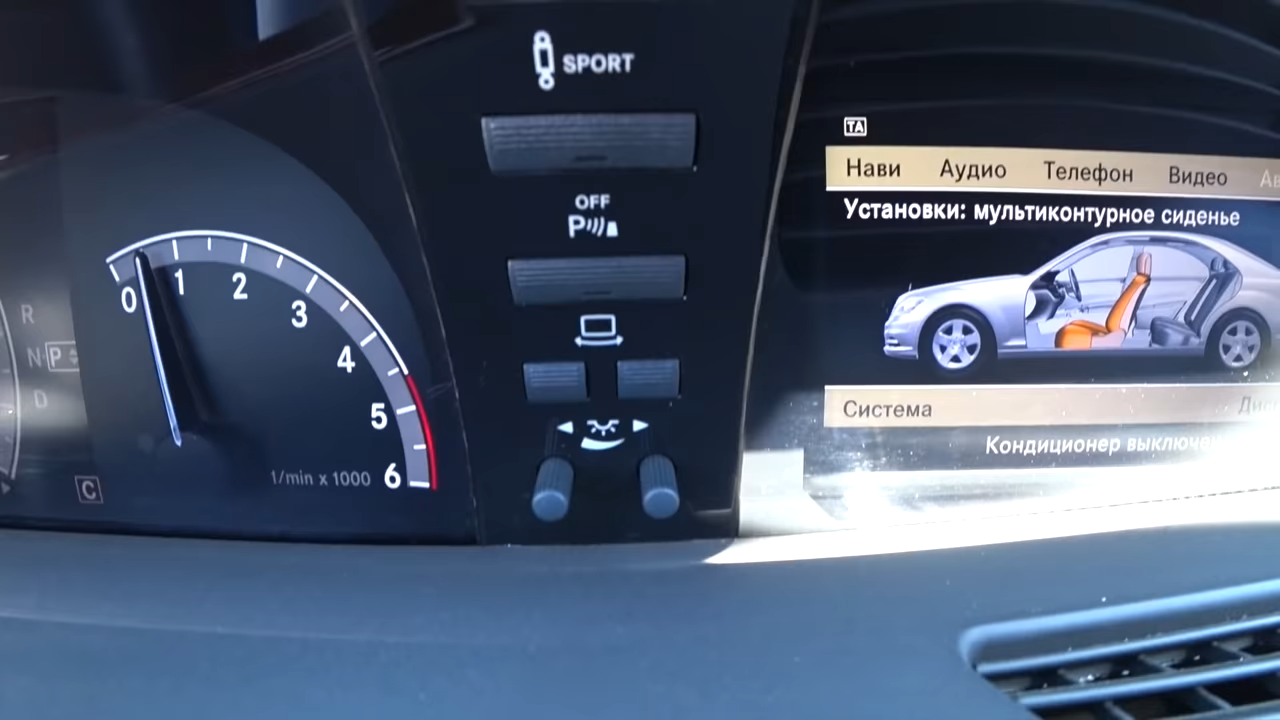 SPORT
OFF
P
TA
Нави Аудио Телефон Видео
Установки: мультиконтурное сиденье
Система
Кондиционер
0
1
2
3
4
5
6
1/min x 1000
R
N P
D
C